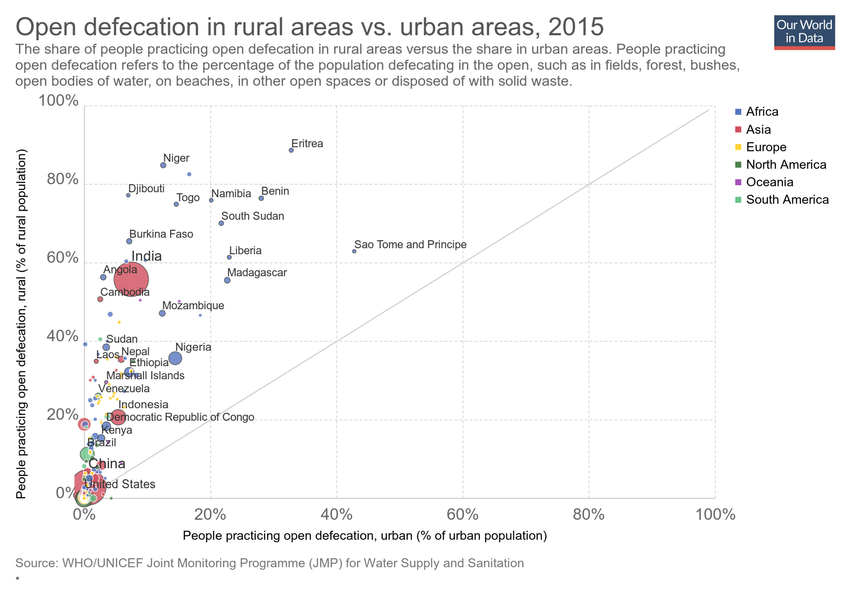 Open defecation in rural areas vs. urban areas, 2015
Our World
in Data
The share of people practicing open defecation in rural areas versus the share in urban areas. People practicing
open defecation refers to the percentage of the population defecating in the open, such as in fields, forest, bushes,
open bodies of water, on beaches, in other open spaces or disposed of with solid waste.
100%
80%
60%
40%
20%
0%
People practicing open defecation, rural (% of rural population)
Eritrea
Niger
Djibouti
Togo
Namibia
Benin
South Sudan
Burkina Faso
Liberia
Sao Tome and Principe
India
Angola
Madagascar
Cambodia
Mozambique
Sudan
Nigeria
Laos
Nepal
Ethiopia
Marshall Islands
Venezuela
Indonesia
Democratic Republic of Congo
Kenya
Brazil
China
United States
0%
20%
40%
60%
80%
100%
People practicing open defecation, urban (% of urban population)
Africa
Asia
Europe
North America
Oceania
South America
Source: WHO/UNICEF Joint Monitoring Programme (JMP) for Water Supply and Sanitation
•